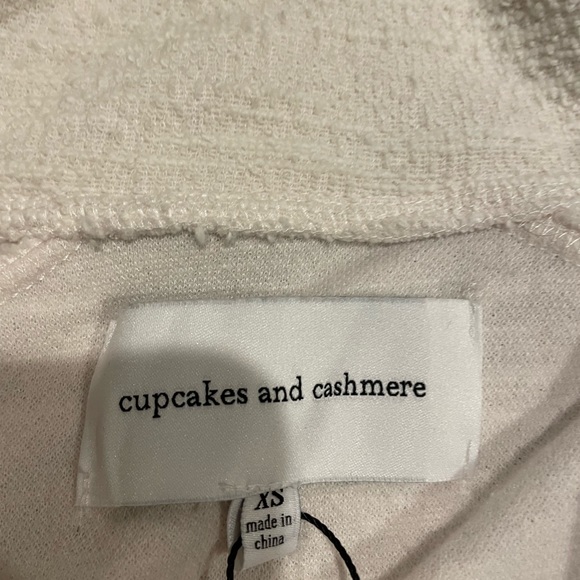 cupcakes and cashmere
XS
made in
china